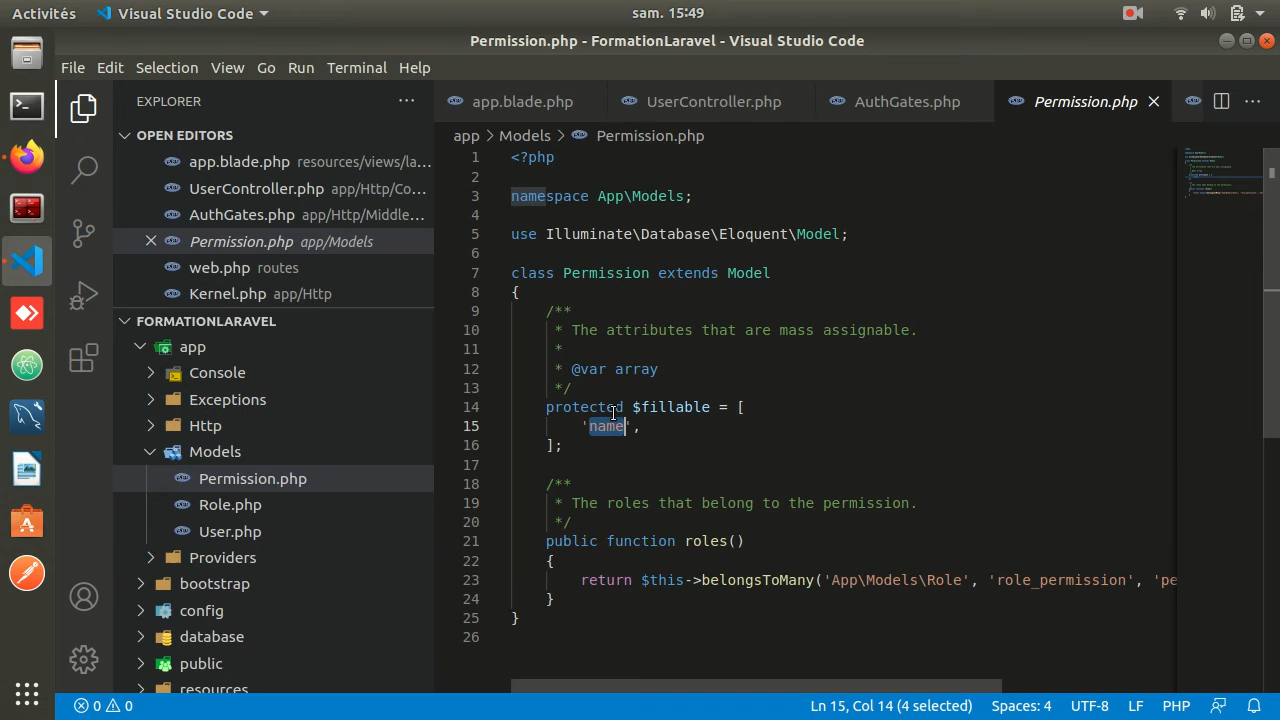 Activités Visual Studio Code sam. 15:49
Permission.php - FormationLaravel - Visual Studio Code
File Edit Selection View Go Run Terminal Help
EXPLORER ...
OPEN EDITORS
app.blade.php resources/views/la...
UserController.php app/Http/Co...
AuthGates.php app/Http/Middle...
Permission.php app/Models
web.php routes
Kernel.php app/Http
FORMATIONLARAVEL
app
Console
Exceptions
Http
Models
Permission.php
Role.php
User.php
Providers
bootstrap
config
database
public
resources
app.blade.php UserController.php AuthGates.php Permission.php ...
app > Models > Permission.php
1 <?php
2
3 namespace App\Models;
4
5 use Illuminate\Database\Eloquent\Model;
6
7 class Permission extends Model
8 {
9 /**
10 * The attributes that are mass assignable.
11 *
12 * @var array
13 */
14 protected $fillable = [
15 'name',
16 ];
17
18 /**
19 * The roles that belong to the permission.
20 */
21 public function roles()
22 {
23 return $this->belongsToMany('App\Models\Role', 'role_permission', 'pe
24 }
25 }
26
0 0 Ln 15, Col 14 (4 selected) Spaces: 4 UTF-8 LF PHP